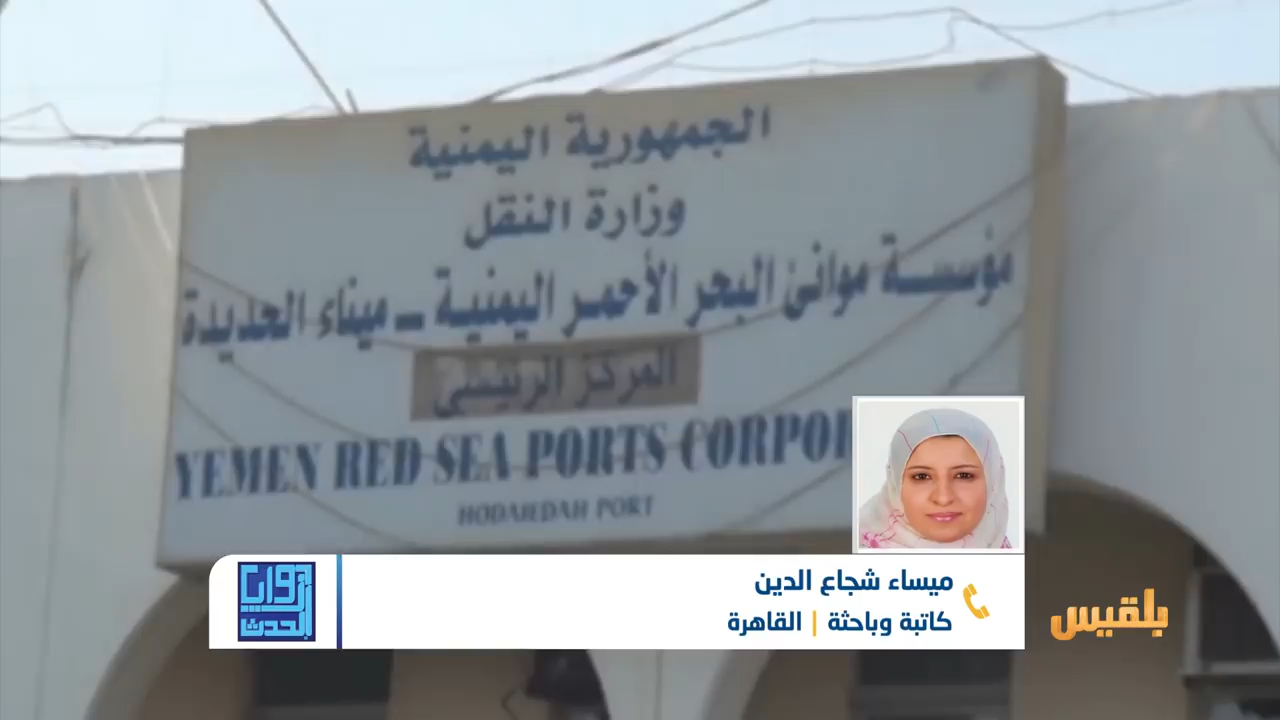 الجمهورية اليمنية
وزارة النقل
مؤسسة موانئ البحر الأحمر اليمنية - ميناء الحديدة
المركز الرئيسي
YEMEN RED SEA PORTS CORPOR
HODAIEDAH PORT
ميساء شجاع الدين
كاتبة وباحثة | القاهرة
بلقيس
زوايا
الحدث